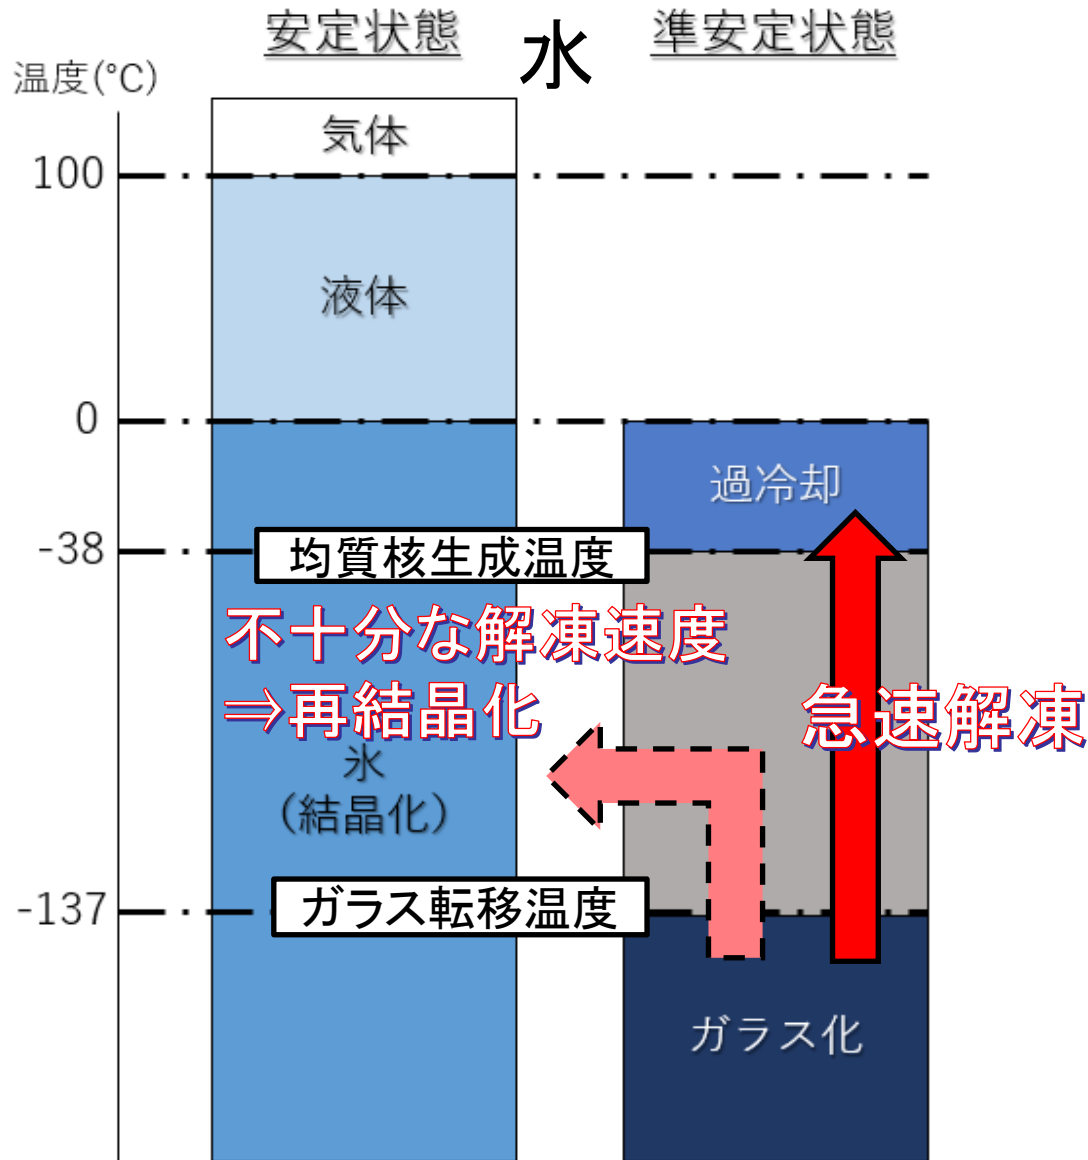 安定状態
水
準安定状態
温度(°C)
気体
100
液体
0
過冷却
-38
均質核生成温度
不十分な解凍速度
⇒再結晶化
急速解凍
氷
(結晶化)
-137
ガラス転移温度
ガラス化